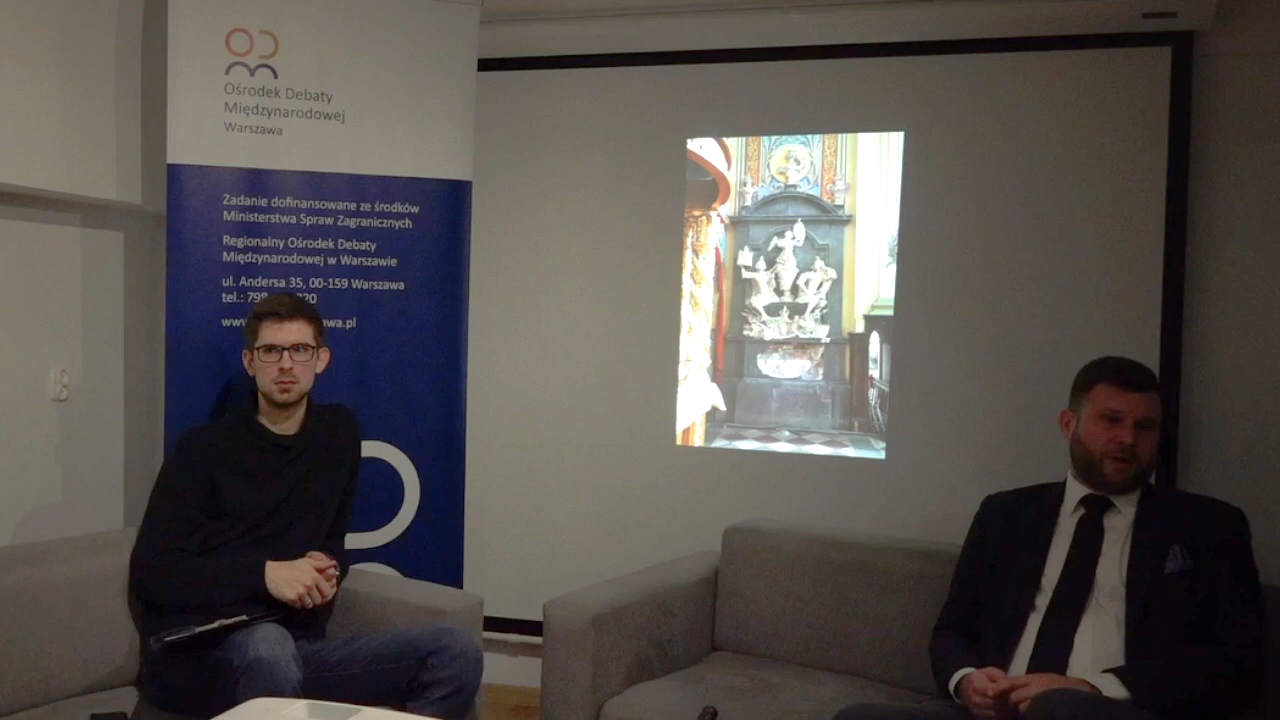 Ośrodek Debaty
Międzynarodowej
Warszawa
Zadanie dofinansowane ze środków
Ministerstwa Spraw Zagranicznych
Regionalny Ośrodek Debaty
Międzynarodowej w Warszawie
ul. Andersa 35, 00-159 Warszawa
tel.: